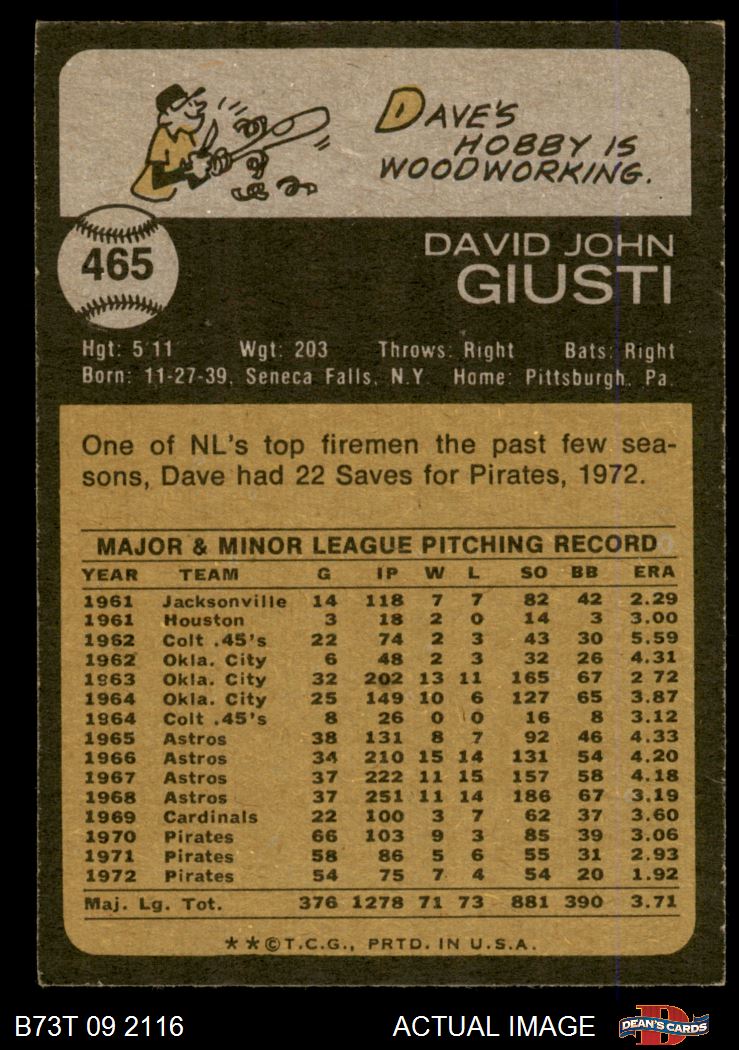 DAVE'S
HOBBY IS
WOODWORKING.
465
DAVID JOHN
GIUSTI
Hgt: 5'11 Wgt: 203 Throws: Right Bats: Right
Born: 11-27-39, Seneca Falls, N.Y Home: Pittsburgh, Pa.
One of NL's top firemen the past few sea-
sons, Dave had 22 Saves for Pirates, 1972.
MAJOR & MINOR LEAGUE PITCHING RECORD
YEAR TEAM G IP W L SO BB ERA
1961 Jacksonville 14 118 7 7 82 42 2.29
1961 Houston 3 18 2 0 14 3 3.00
1962 Colt .45's 22 74 2 3 43 30 5.59
1962 Okla. City 6 48 2 3 32 26 4.31
1963 Okla. City 32 202 13 11 165 67 2 72
1964 Okla. City 25 149 10 6 127 65 3.87
1964 Colt .45's 8 26 0 0 16 8 3.12
1965 Astros 38 131 8 7 92 46 4.33
1966 Astros 34 210 15 14 131 54 4.20
1967 Astros 37 222 11 15 157 58 4.18
1968 Astros 37 251 11 14 186 67 3.19
1969 Cardinals 22 100 3 7 62 37 3.60
1970 Pirates 66 103 9 3 85 39 3.06
1971 Pirates 58 86 5 6 55 31 2.93
1972 Pirates 54 75 7 4 54 20 1.92
Maj. Lg. Tot. 376 1278 71 73 881 390 3.71
★★©T.C.G., PRTD. IN U.S.A.
B73T 09 2116 ACTUAL IMAGE D DEAN'S CARDS